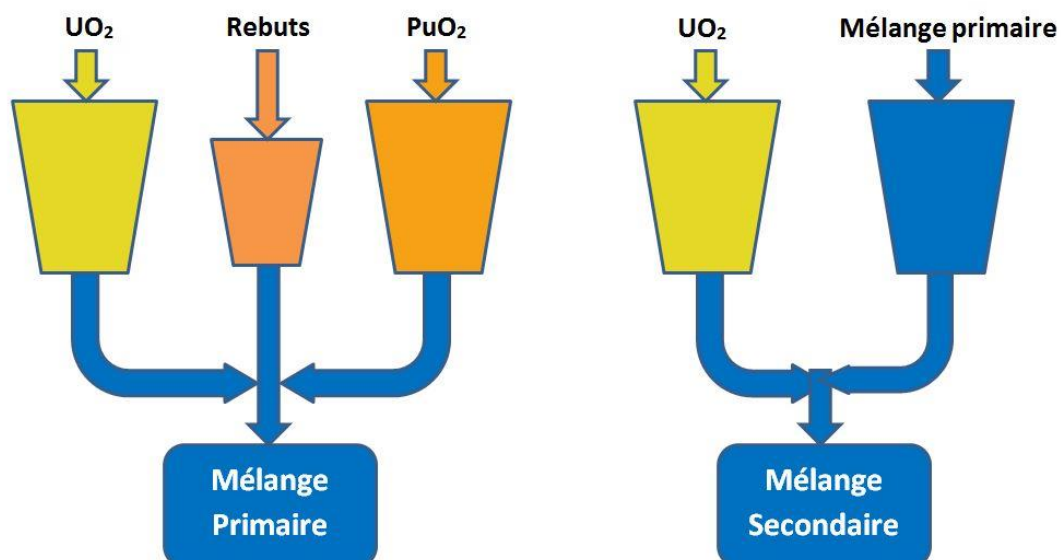 UO₂ Rebuts PuO₂ UO₂ Mélange primaire
Mélange
Primaire
Mélange
Secondaire